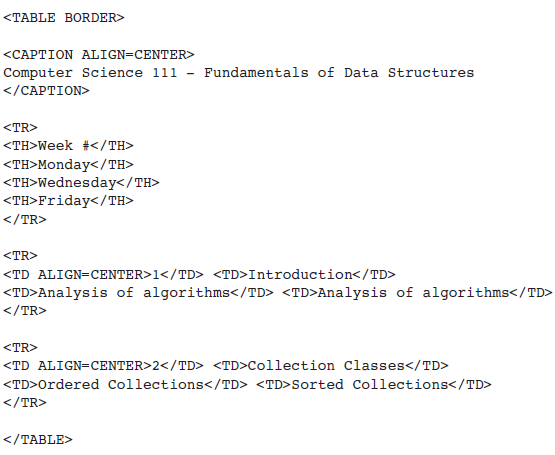 <TABLE BORDER>
<CAPTION ALIGN=CENTER>
Computer Science 111 – Fundamentals of Data Structures
</CAPTION>
<TR>
<TH>Week #</TH>
<TH>Monday</TH>
<TH>Wednesday</TH>
<TH>Friday</TH>
</TR>
<TR>
<TD ALIGN=CENTER>1</TD> <TD>Introduction</TD>
<TD>Analysis of algorithms</TD> <TD>Analysis of algorithms</TD>
</TR>
<TR>
<TD ALIGN=CENTER>2</TD> <TD>Collection Classes</TD>
<TD>Ordered Collections</TD> <TD>Sorted Collections</TD>
</TR>
</TABLE>